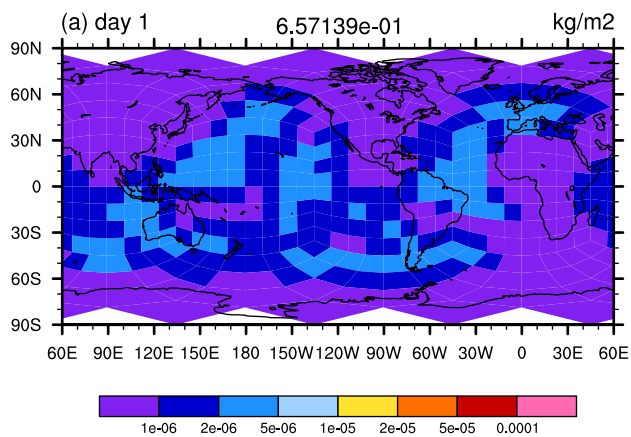 (a) day 1 6.57139e-01 kg/m2
90N
60N
30N
0
30S
60S
90S
60E 90E 120E 150E 180 150W 120W 90W 60W 30W 0 30E 60E
1e-06 2e-06 5e-06 1e-05 2e-05 5e-05 0.0001